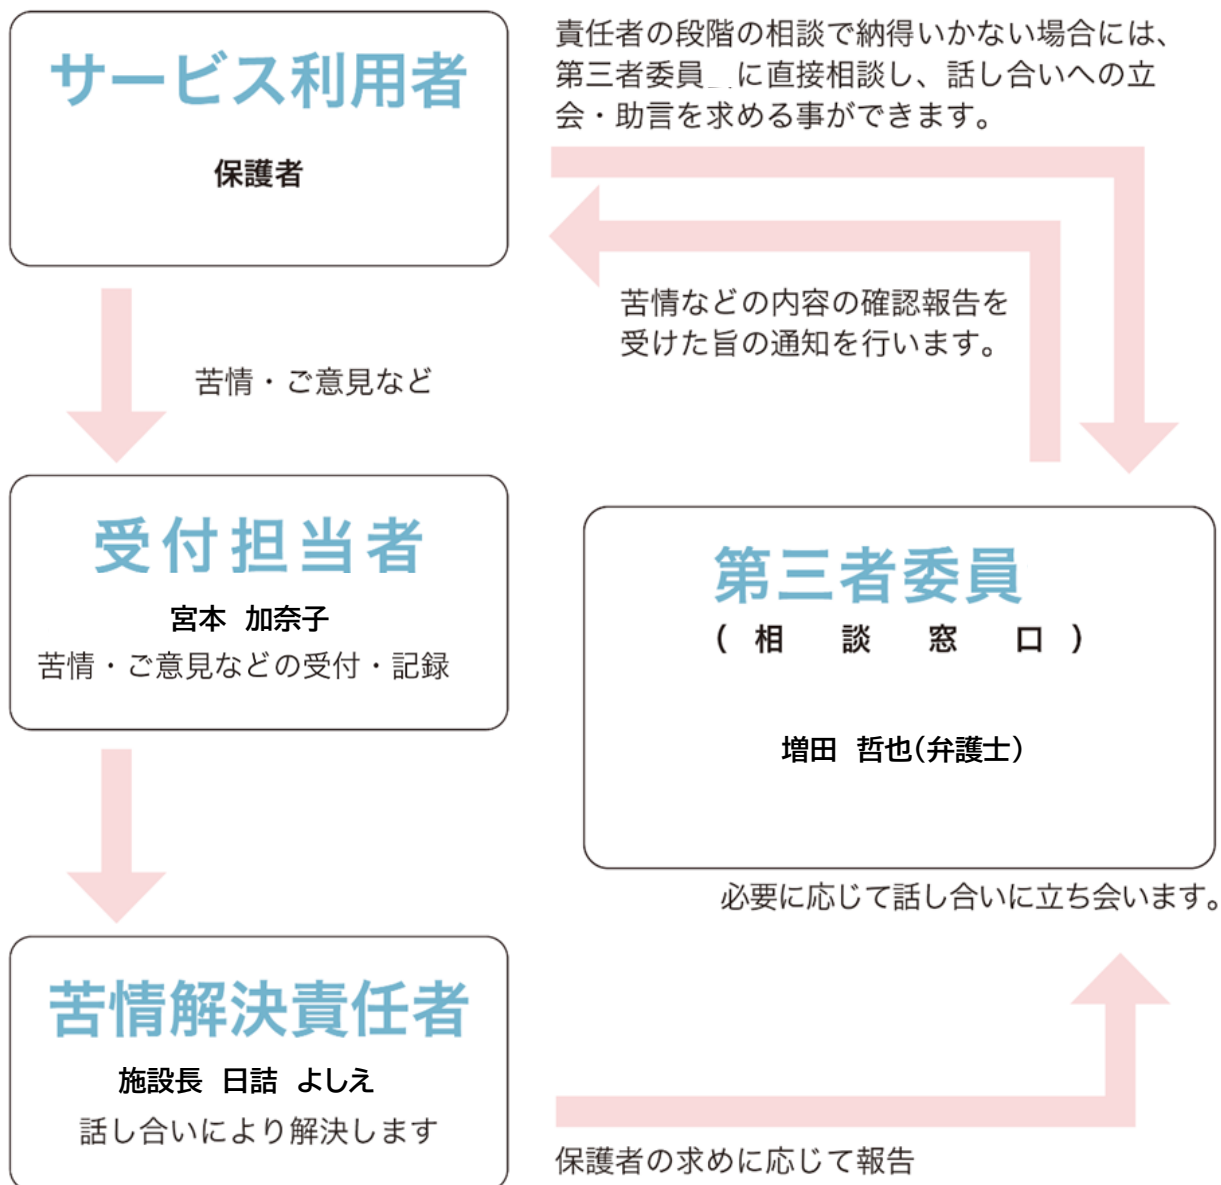 サービス利用者
保護者
責任者の段階の相談で納得いかない場合には、
第三者委員 に直接相談し、話し合いへの立
会・助言を求める事ができます。
苦情などの内容の確認報告を
受けた旨の通知を行います。
苦情・ご意見など
受付担当者
宮本 加奈子
苦情・ご意見などの受付・記録
第三者委員
(相談窓口)
増田 哲也(弁護士)
必要に応じて話し合いに立ち会います。
苦情解決責任者
施設長 日詰 よしえ
話し合いにより解決します
保護者の求めに応じて報告